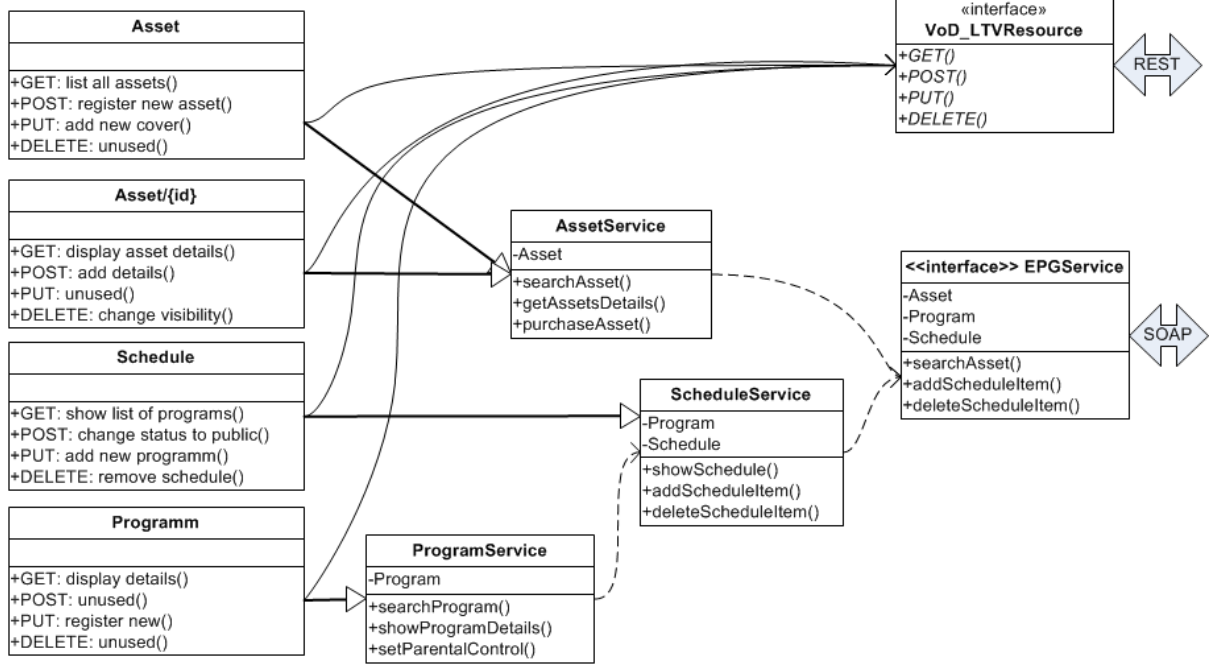 Asset
+GET: list all assets()
+POST: register new asset()
+PUT: add new cover()
+DELETE: unused()
Asset/{id}
+GET: display asset details()
+POST: add details()
+PUT: unused()
+DELETE: change visibility()
Schedule
+GET: show list of programs()
+POST: change status to public()
+PUT: add new programm()
+DELETE: remove schedule()
Programm
+GET: display details()
+POST: unused()
+PUT: register new()
+DELETE: unused()
ProgramService
-Program
+searchProgram()
+showProgramDetails()
+setParentalControl()
AssetService
-Asset
+searchAsset()
+getAssetsDetails()
+purchaseAsset()
ScheduleService
-Program
-Schedule
+showSchedule()
+addScheduleItem()
+deleteScheduleItem()
«interface»
VoD_LTVResource
+GET()
+POST()
+PUT()
+DELETE()
REST
<<interface>> EPGService
-Asset
-Program
-Schedule
+searchAsset()
+addScheduleItem()
+deleteScheduleItem()
SOAP